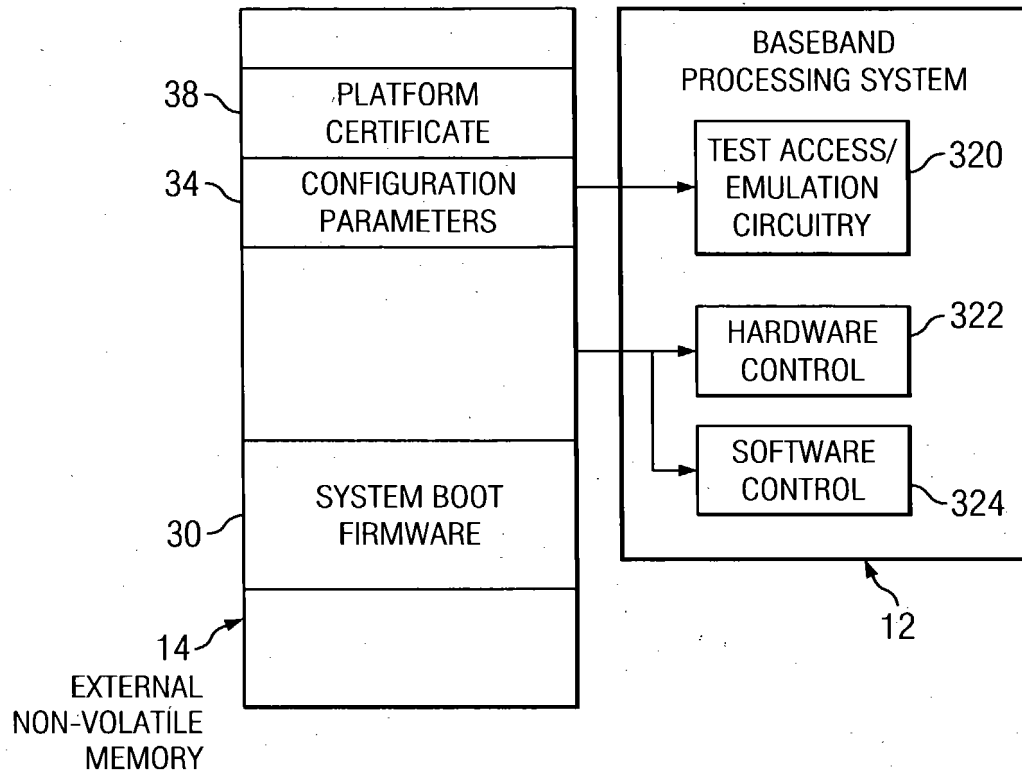 38
PLATFORM
CERTIFICATE
34
CONFIGURATION
PARAMETERS
30
SYSTEM BOOT
FIRMWARE
14
EXTERNAL
NON-VOLATILE
MEMORY
BASEBAND
PROCESSING SYSTEM
TEST ACCESS/
EMULATION
CIRCUITRY
320
HARDWARE
CONTROL
322
SOFTWARE
CONTROL
324
12